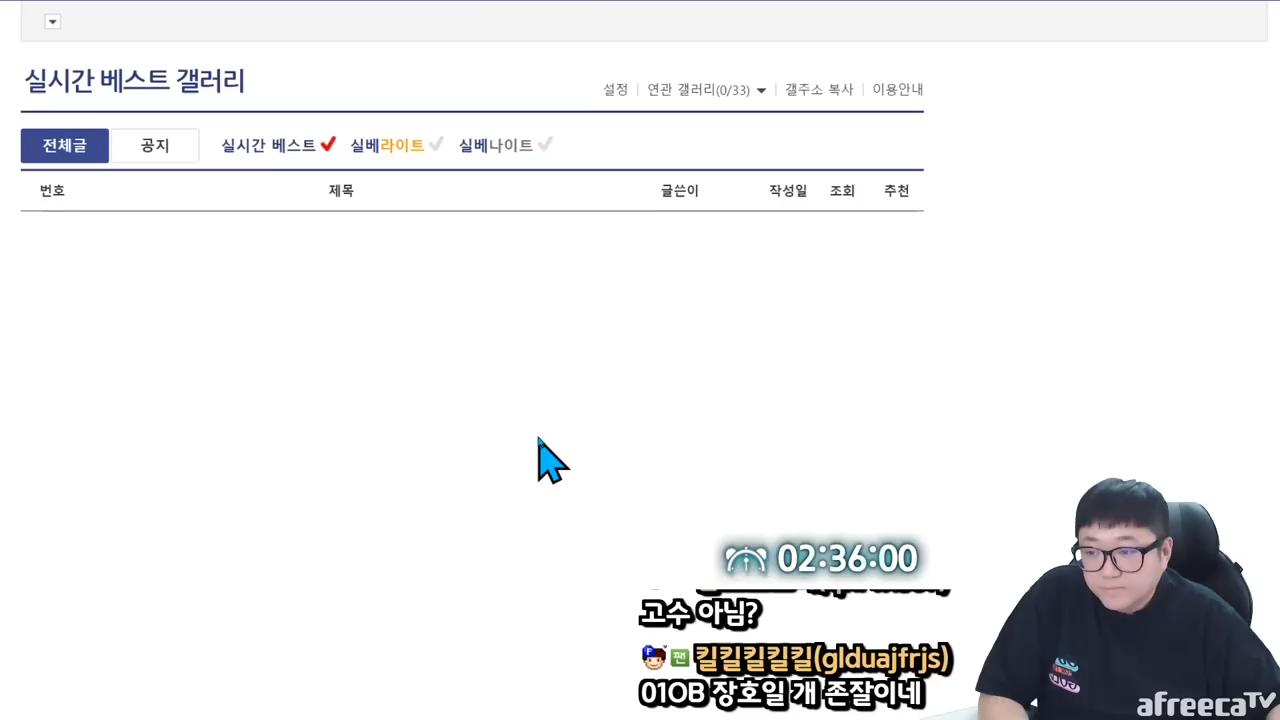 실시간 베스트 갤러리
설정 연관 갤러리(0/33) 갤주소 복사 이용안내
전체글 공지 실시간 베스트 실베라이트 실베나이트
번호 제목 글쓴이 작성일 조회 추천
02:36:00
고수 아님?
F 팬 킬킬킬킬킬(glduajfrjs)
01OB 장호일 개 존잘이네
afreecaTV